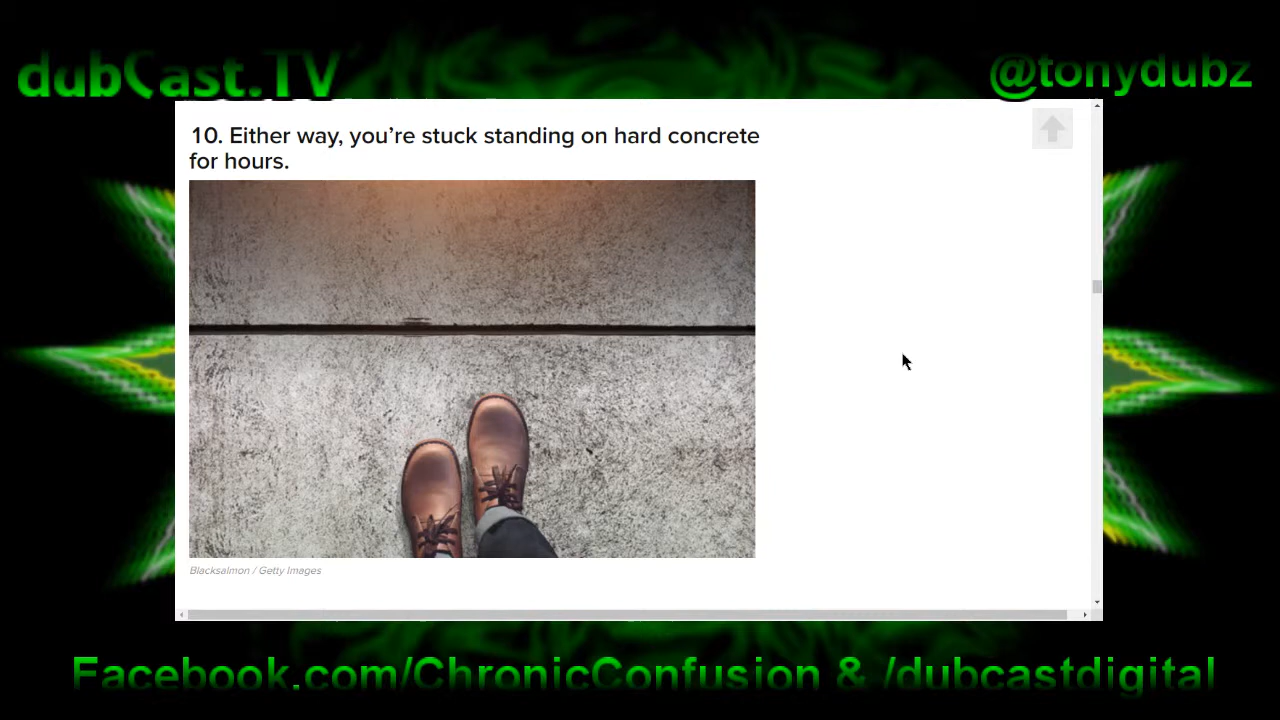 dubCast.TV
@tonydubz
10. Either way, you’re stuck standing on hard concrete
for hours.
Blacksalmon / Getty Images
Facebook.com/ChronicConfusion & /dubcastdigital